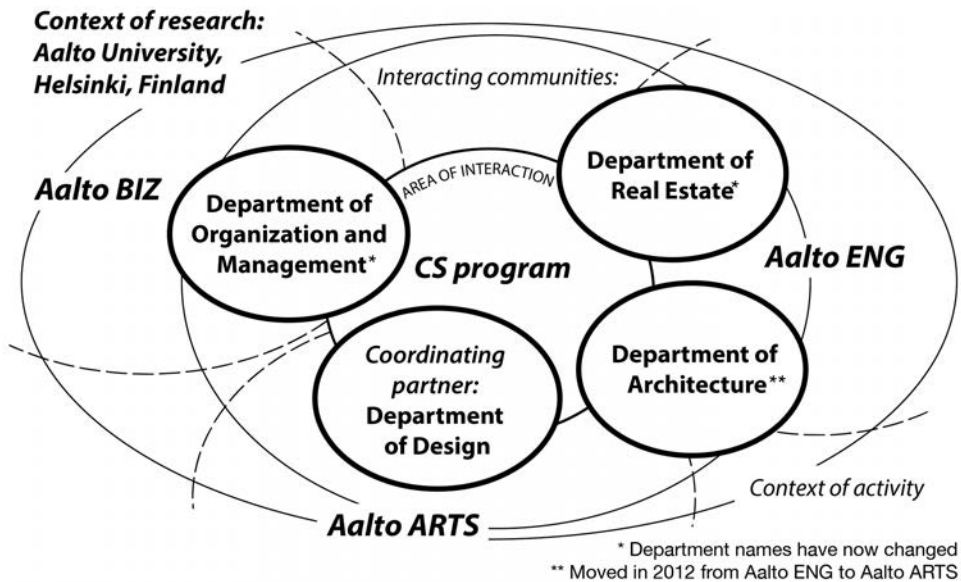 Context of research:
Aalto University,
Helsinki, Finland
Interacting communities:
Aalto BIZ
Department of
Organization and
Management*
AREA OF INTERACTION
Department of
Real Estate*
CS program
Aalto ENG
Coordinating
partner:
Department
of Design
Department of
Architecture**
Context of activity
Aalto ARTS
* Department names have now changed
** Moved in 2012 from Aalto ENG to Aalto ARTS